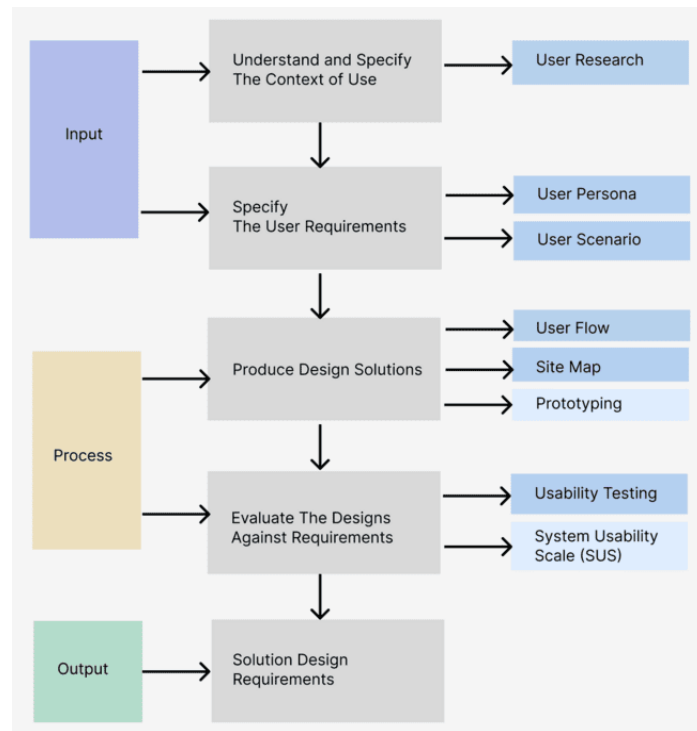 Understand and Specify
The Context of Use
User Research
Input
Specify
The User Requirements
User Persona
User Scenario
Produce Design Solutions
User Flow
Site Map
Prototyping
Process
Evaluate The Designs
Against Requirements
Usability Testing
System Usability
Scale (SUS)
Output
Solution Design
Requirements